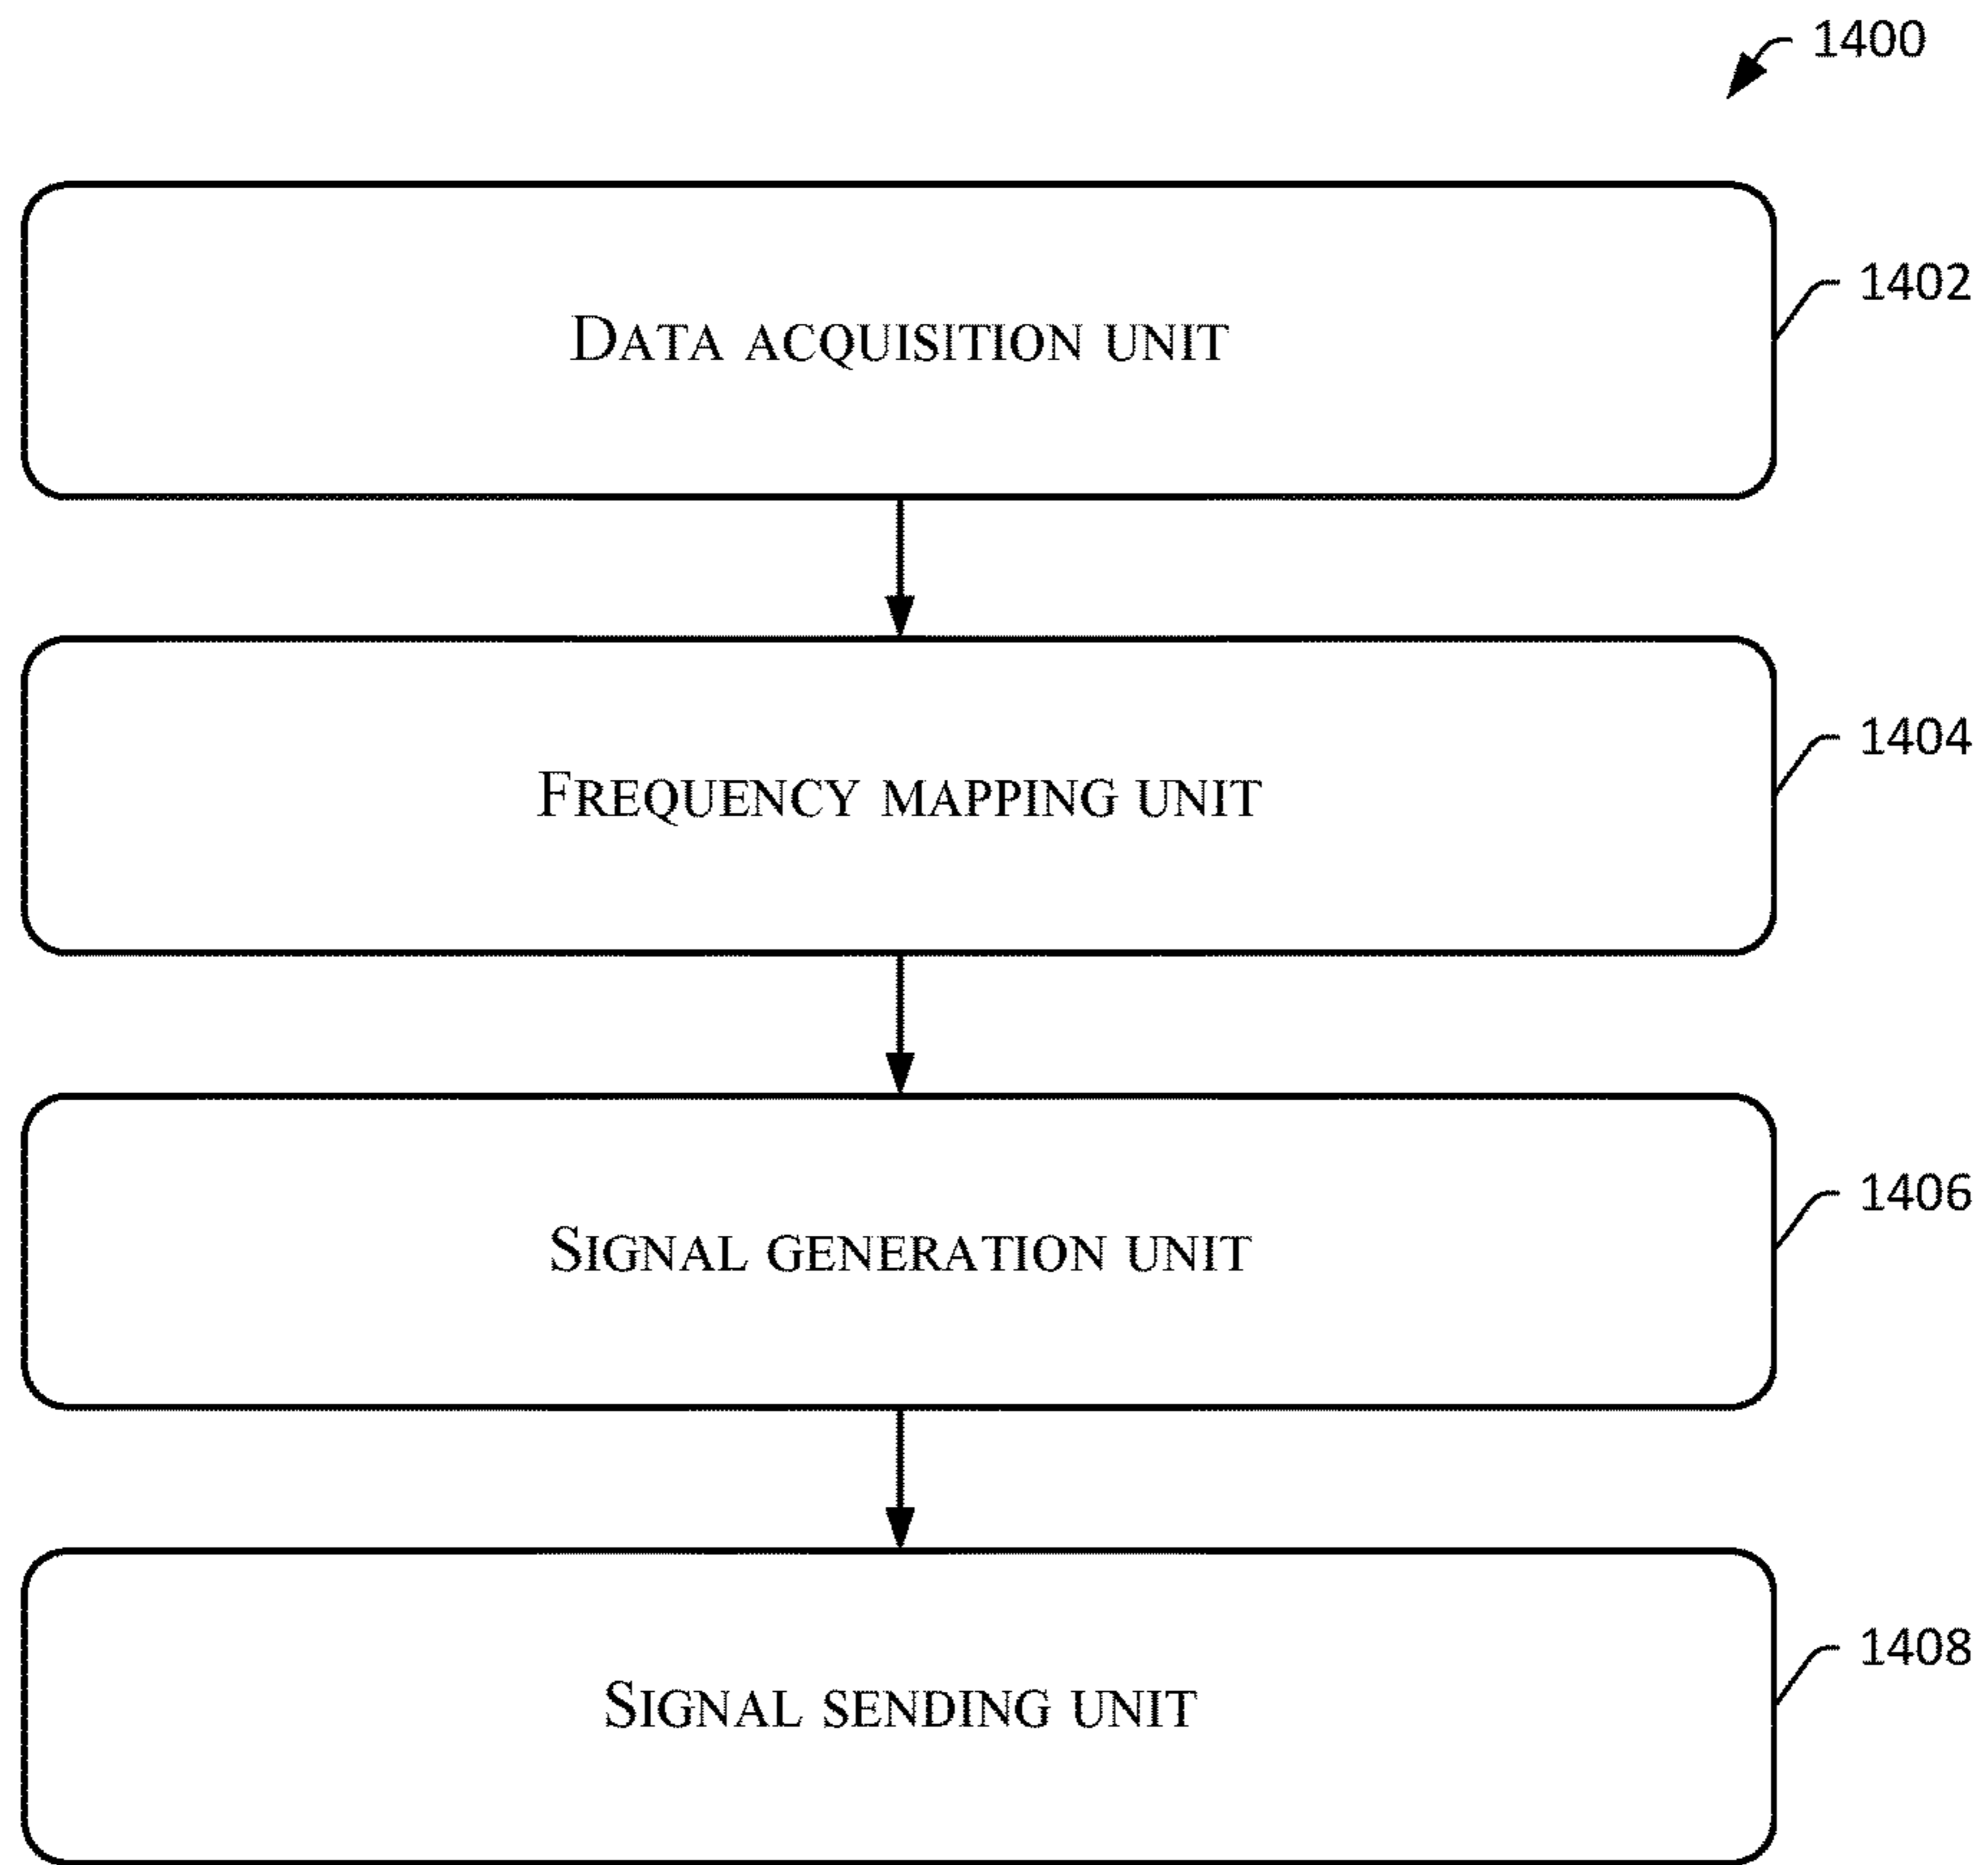 1400
DATA ACQUISITION UNIT
1402
FREQUENCY MAPPING UNIT
1404
SIGNAL GENERATION UNIT
1406
SIGNAL SENDING UNIT
1408